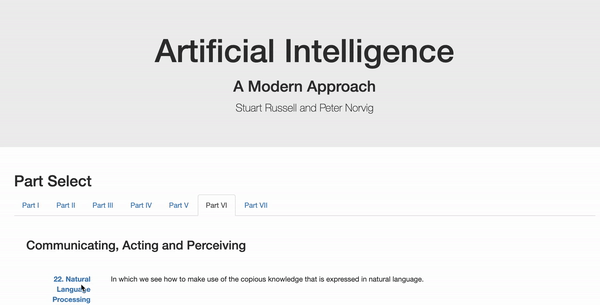 Artificial Intelligence
A Modern Approach
Stuart Russell and Peter Norvig
Part Select
Part I Part II Part III Part IV Part V Part VI Part VII
Communicating, Acting and Perceiving
22. Natural In which we see how to make use of the copious knowledge that is expressed in natural language.
Language
Processing